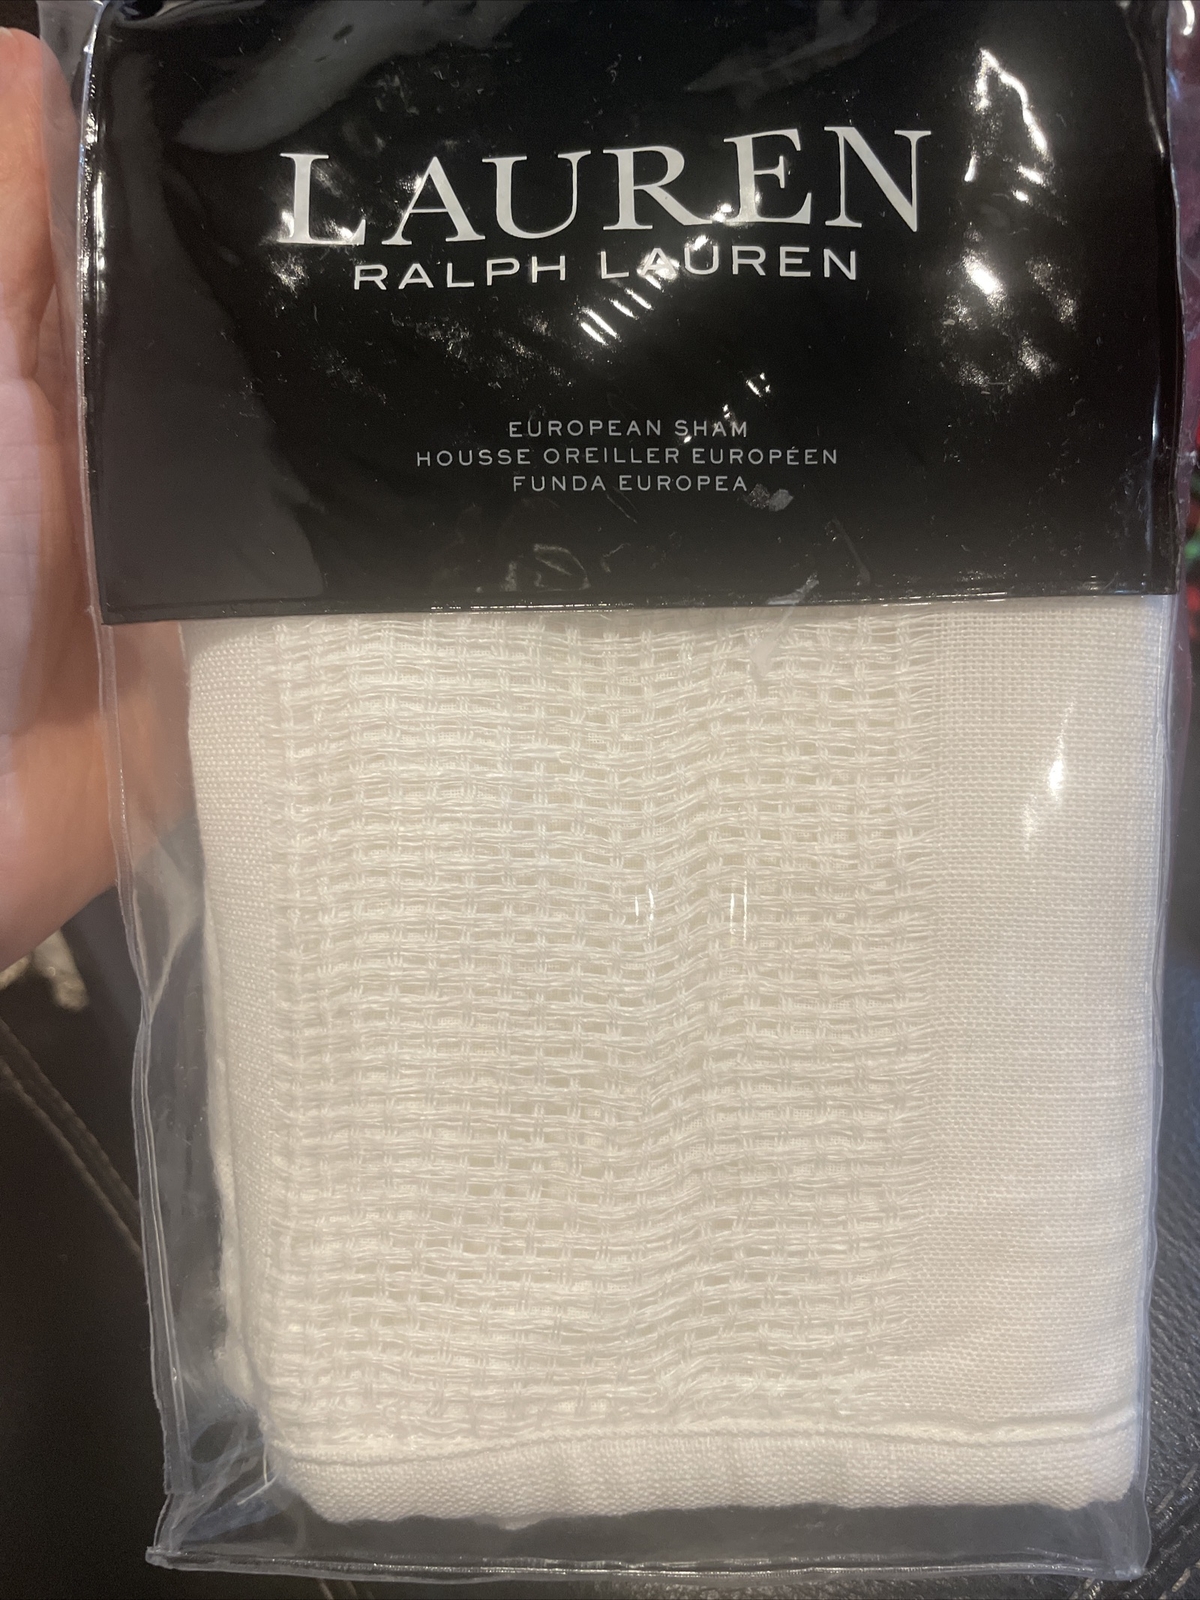 LAUREN
RALPH LAUREN
EUROPEAN SHAM
HOUSSE OREILLER EUROPÉEN
FUNDA EUROPEA